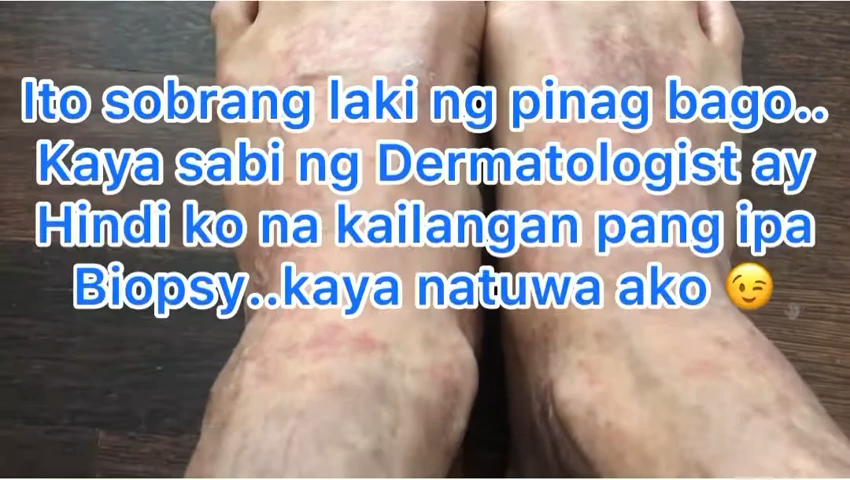 Ito sobrang laki ng pinag bago..
Kaya sabi ng Dermatologist ay
Hindi ko na kailangan pang ipa
Biopsy..kaya natuwa ako 😉